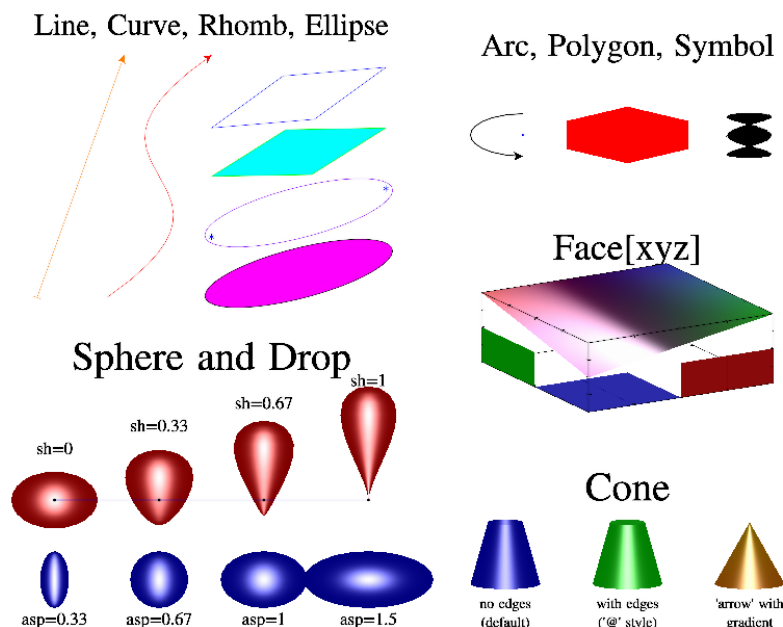 Line, Curve, Rhomb, Ellipse
Arc, Polygon, Symbol
Face[xyz]
Sphere and Drop
sh=0
sh=0.33
sh=0.67
sh=1
asp=0.33
asp=0.67
asp=1
asp=1.5
Cone
no edges
(default)
with edges
('@' style)
'arrow' with
gradient